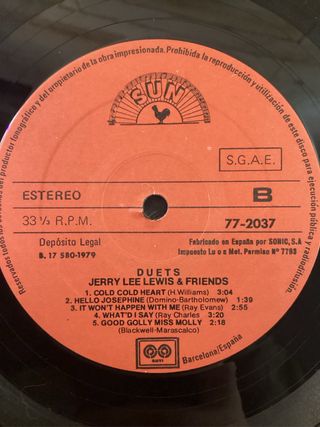 Reservados todos los derechos del productor fonográfico y del propietario de la obra impresionada. Prohibida la reproducción y utilización de este disco para ejecución pública y radiodifusión.
SUN
S.G.A.E.
ESTEREO
B
33 ⅓ R.P.M.
77-2037
Depósito Legal
B. 17 580-1979
Fabricado en España por SONIC, S.A
Impuesto Lu o Met. Permiso Nº 7763
DUETS
JERRY LEE LEWIS & FRIENDS
1. COLD COLD HEART (H.Williams) 3:04
2. HELLO JOSEPHINE (Domino-Bartholomew) 1:39
3. IT WON'T HAPPEN WITH ME (Ray Evans) 2:55
4. WHAT'D I SAY (Ray Charles 3:20
5. GOOD GOLLY MISS MOLLY 2:18
(Blackwell-Marascalco)
Barcelona/España